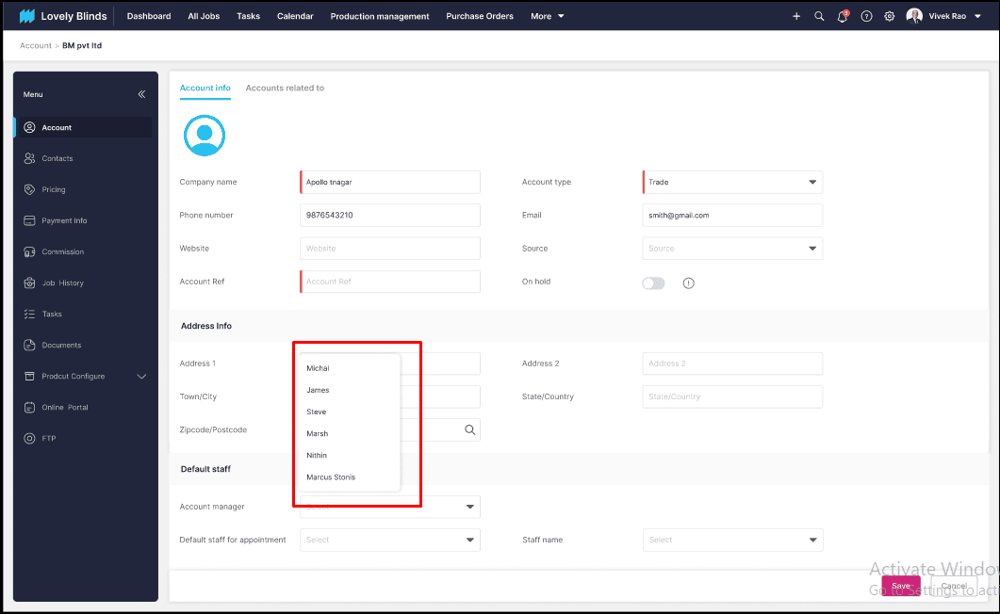 Lovely Blinds Dashboard All Jobs Tasks Calendar Production management Purchase Orders More Vivek Rao
Account > BM pvt ltd
Menu
Account
Contacts
Pricing
Payment Info
Commission
Job History
Tasks
Documents
Prodcut Configure
Online Portal
FTP
Account info Accounts related to
Company name Apollo tnagar Account type Trade
Phone number 9876543210 Email smith@gmail.com
Website Website Source Source
Account Ref Account Ref On hold
Address Info
Address 1 Address 2 Address 2
Town/City State/Country State/Country
Zipcode/Postcode
Michal
James
Steve
Marsh
Nithin
Marcus Stonis
Default staff
Account manager
Default staff for appointment Select Staff name Select
Save Cancel
Activate Windo
Go to Settings to acti